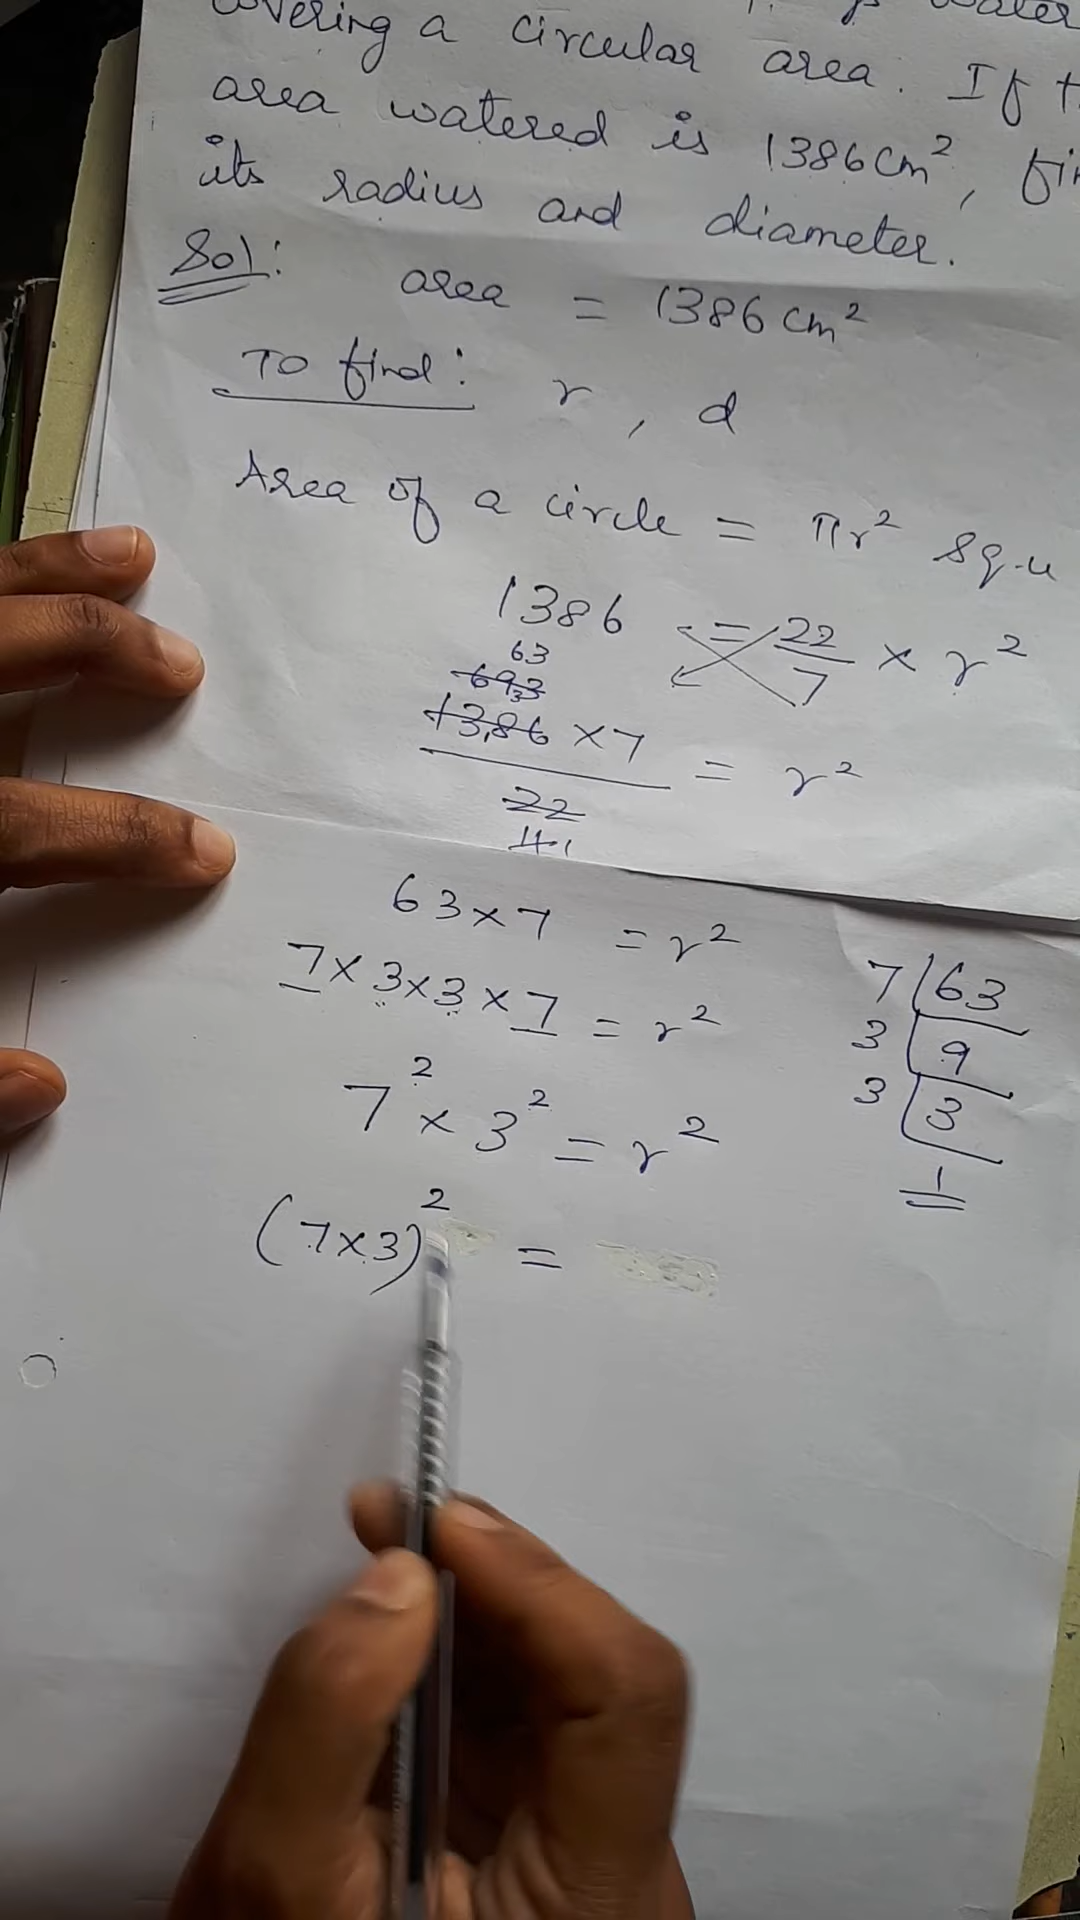 covering a circular area. If
area watered is 1386 cm², 
its radius and diameter.
Sol:
area = 1386 cm²
To find: r, d
Area of a circle = πr² sq.u
1386 = 22/7 × r²
63
693
1386 × 7 / 22 = r²
11 1
63 × 7 = r²
7 × 3 × 3 × 7 = r²
7² × 3² = r²
(7×3)² =
7 | 63
3 | 9
3 | 3
1